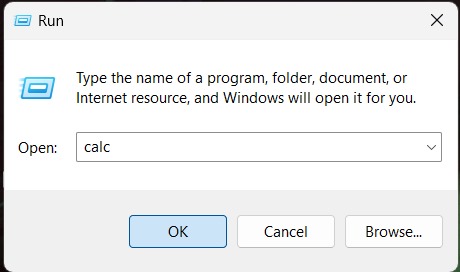 Run
Type the name of a program, folder, document, or
Internet resource, and Windows will open it for you.
Open: calc
OK Cancel Browse...